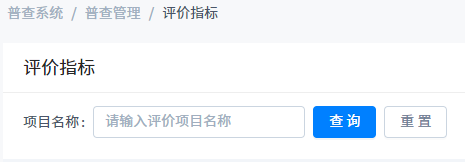 普查系统 / 普查管理 / 评价指标
评价指标
项目名称: 请输入评价项目名称 查 询 重 置